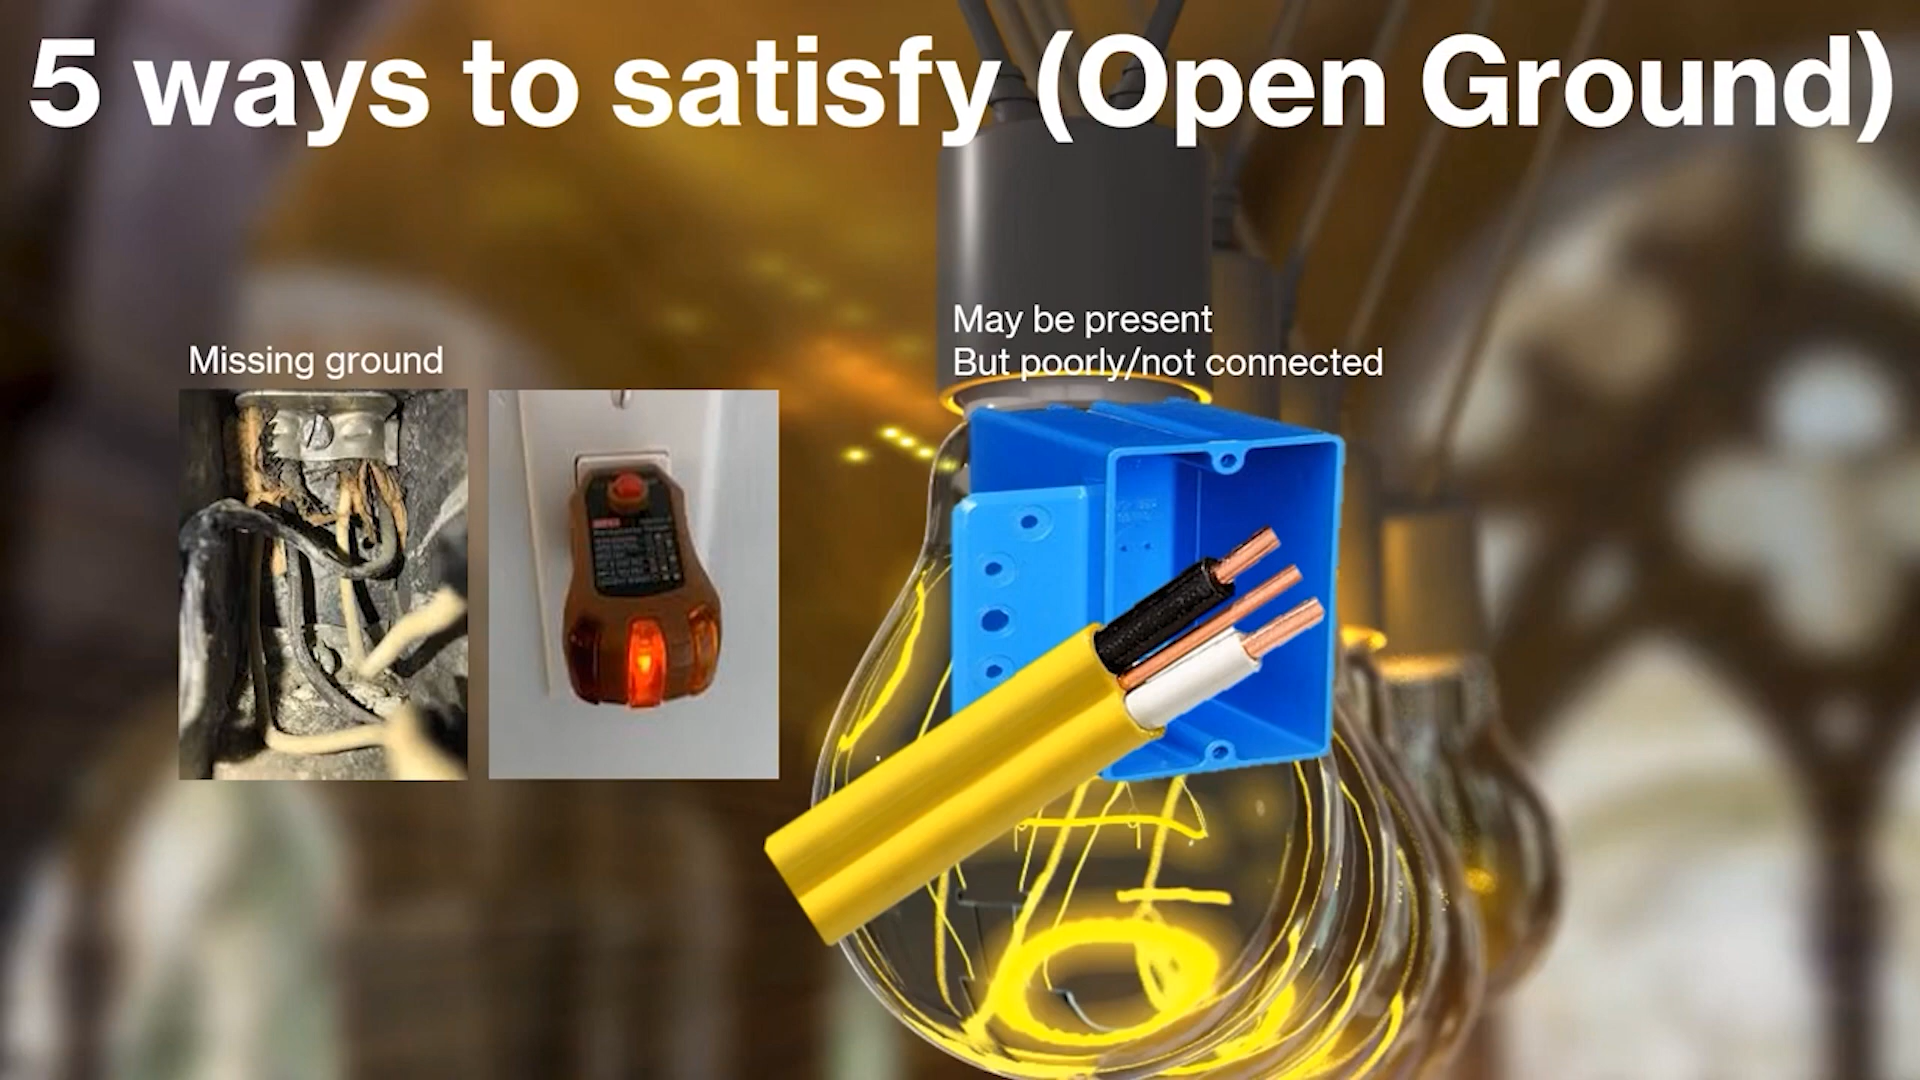 5 ways to satisfy (Open Ground)
May be present
But poorly/not connected
Missing ground